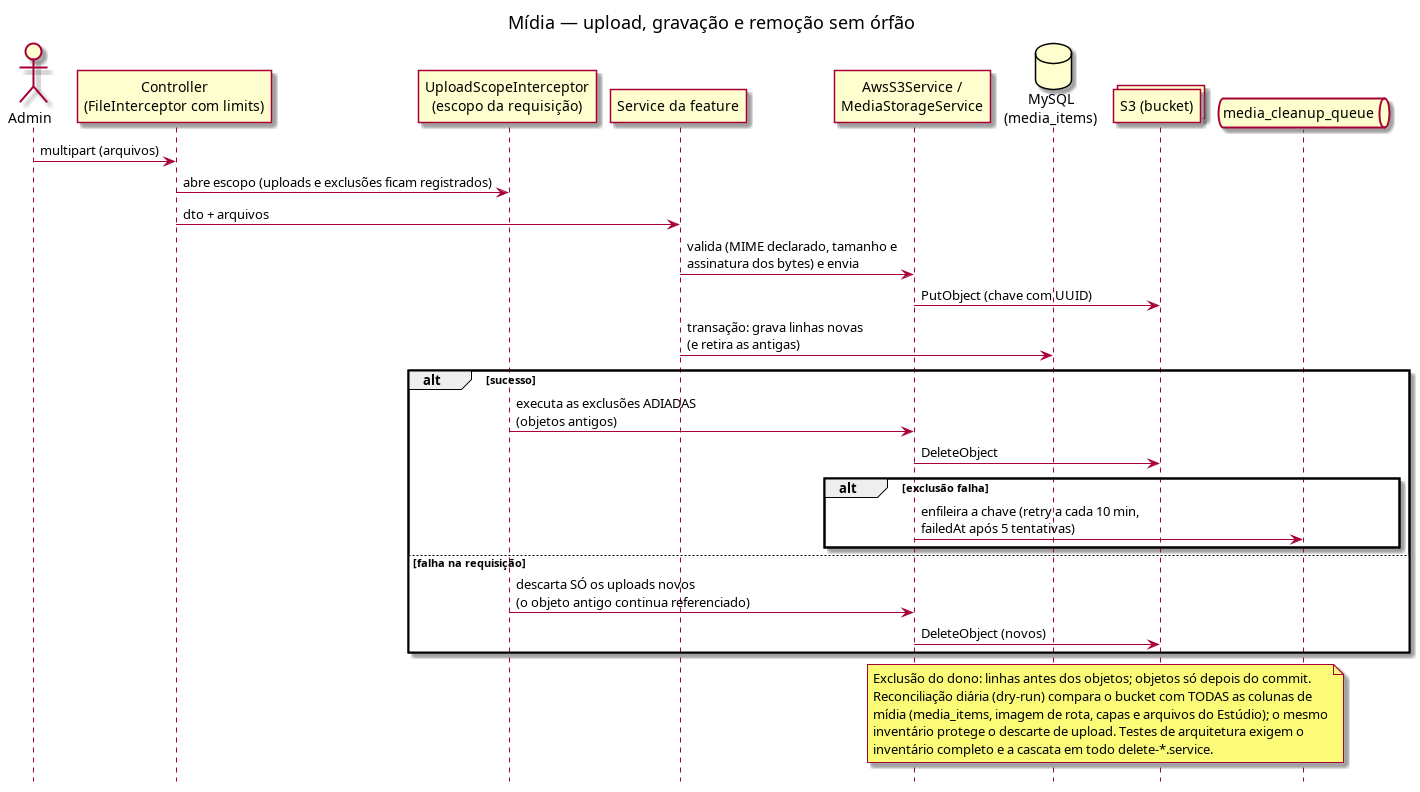 Mídia — upload, gravação e remoção sem órfão
Admin
Controller
(FileInterceptor com limits)
UploadScopeInterceptor
(escopo da requisição)
Service da feature
AwsS3Service /
MediaStorageService
MySQL
(media_items)
S3 (bucket)
media_cleanup_queue
multipart (arquivos)
abre escopo (uploads e exclusões ficam registrados)
dto + arquivos
valida (MIME declarado, tamanho e
assinatura dos bytes) e envia
PutObject (chave com UUID)
transação: grava linhas novas
(e retira as antigas)
alt [sucesso]
executa as exclusões ADIADAS
(objetos antigos)
DeleteObject
alt [exclusão falha]
enfileira a chave (retry a cada 10 min,
failedAt após 5 tentativas)
[falha na requisição]
descarta SÓ os uploads novos
(o objeto antigo continua referenciado)
DeleteObject (novos)
Exclusão do dono: linhas antes dos objetos; objetos só depois do commit.
Reconciliação diária (dry-run) compara o bucket com TODAS as colunas de
mídia (media_items, imagem de rota, capas e arquivos do Estúdio); o mesmo
inventário protege o descarte de upload. Testes de arquitetura exigem o
inventário completo e a cascata em todo delete-*.service.